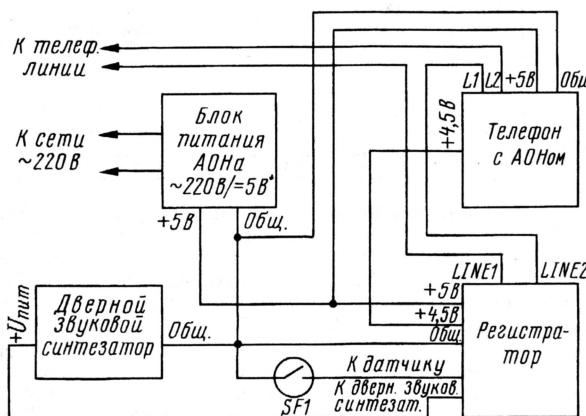 К телеф.
линии
К сети
~220 В
Блок
питания
АОНа
~220В/=5В*
+5В
Общ.
L1
L2
+5В
Общ.
+4,5В
Телефон
с АОНом
LINE1
LINE2
+5В
+4,5В
Общ.
Регистра-
тор
+Uпит
Дверной
звуковой
синтезатор
Общ.
К датчику
SF1
К дверн. звуков.
синтезат.